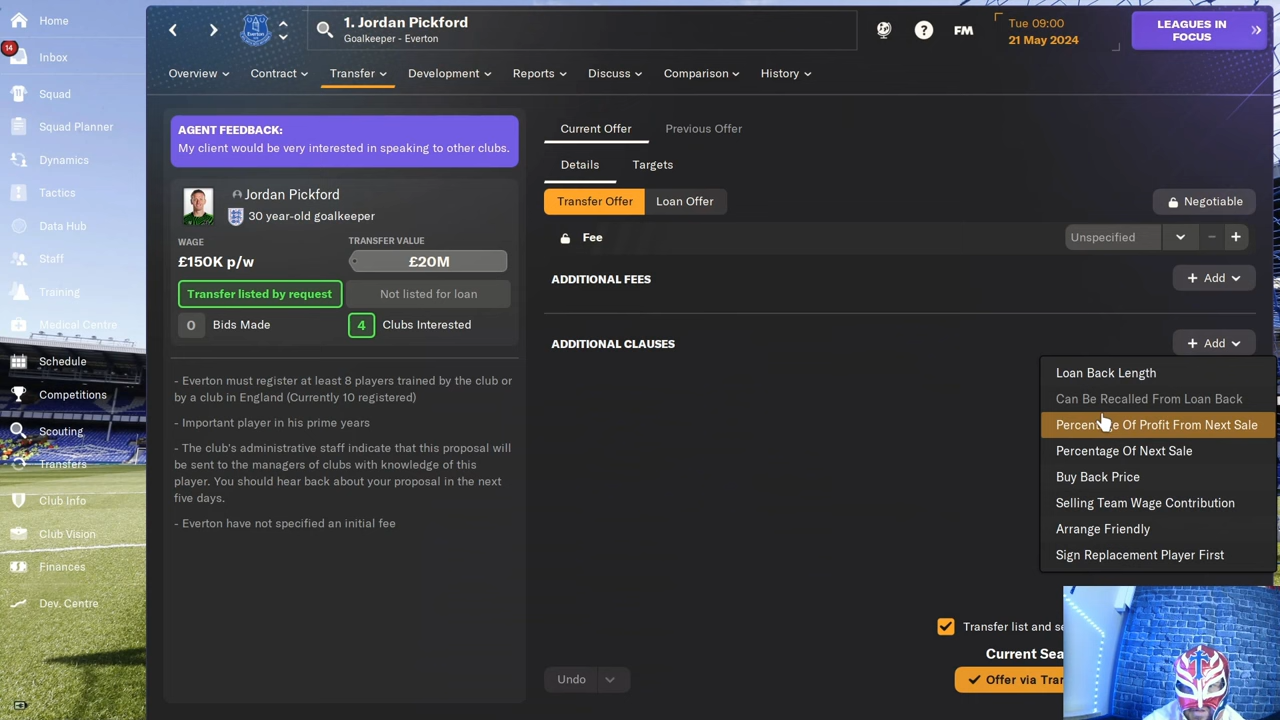 Home
14
Inbox
Squad
Squad Planner
Dynamics
Tactics
Data Hub
Staff
Training
Medical Centre
Schedule
Competitions
Scouting
Transfers
Club Info
Club Vision
Finances
Dev. Centre
Everton
1. Jordan Pickford
Goalkeeper - Everton
?
FM
Tue 09:00
21 May 2024
LEAGUES IN
FOCUS
Overview
Contract
Transfer
Development
Reports
Discuss
Comparison
History
AGENT FEEDBACK:
My client would be very interested in speaking to other clubs.
Jordan Pickford
30 year-old goalkeeper
WAGE
TRANSFER VALUE
£150K p/w
£20M
Transfer listed by request
Not listed for loan
0 Bids Made
4 Clubs Interested
- Everton must register at least 8 players trained by the club or
by a club in England (Currently 10 registered)
- Important player in his prime years
- The club's administrative staff indicate that this proposal will
be sent to the managers of clubs with knowledge of this
player. You should hear back about your proposal in the next
five days.
- Everton have not specified an initial fee
Current Offer
Previous Offer
Details
Targets
Transfer Offer
Loan Offer
Negotiable
Fee
Unspecified
ADDITIONAL FEES
+ Add
ADDITIONAL CLAUSES
+ Add
Loan Back Length
Can Be Recalled From Loan Back
Percentage Of Profit From Next Sale
Percentage Of Next Sale
Buy Back Price
Selling Team Wage Contribution
Arrange Friendly
Sign Replacement Player First
Transfer list and se
Current Sea
Undo
Offer via Tran